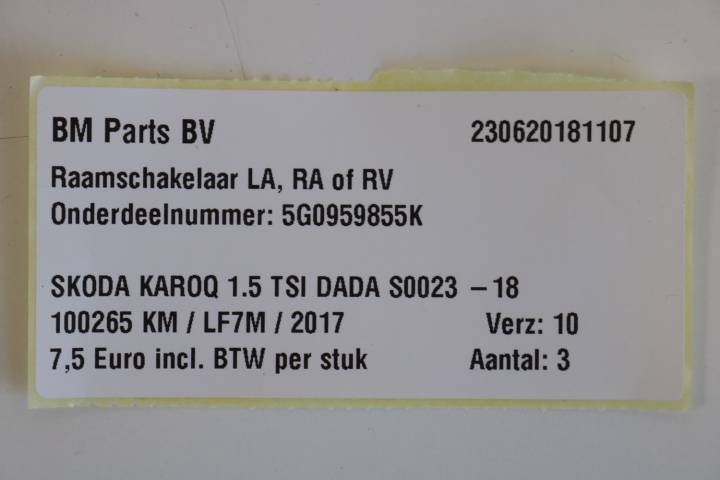 BM Parts BV 230620181107
Raamschakelaar LA, RA of RV
Onderdeelnummer: 5G0959855K
SKODA KAROQ 1.5 TSI DADA S0023 – 18
100265 KM / LF7M / 2017 Verz: 10
7,5 Euro incl. BTW per stuk Aantal: 3